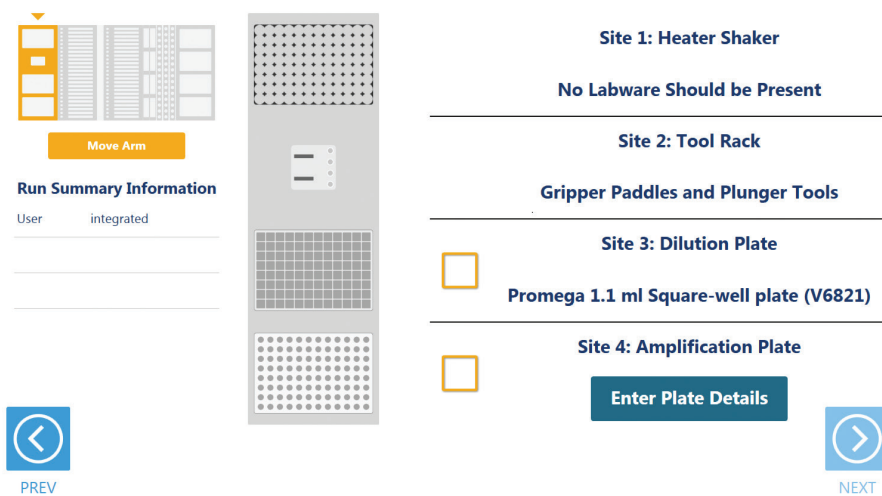 Move Arm
Run Summary Information
User integrated
PREV
Site 1: Heater Shaker
No Labware Should be Present
Site 2: Tool Rack
Gripper Paddles and Plunger Tools
Site 3: Dilution Plate
Promega 1.1 ml Square-well plate (V6821)
Site 4: Amplification Plate
Enter Plate Details
NEXT